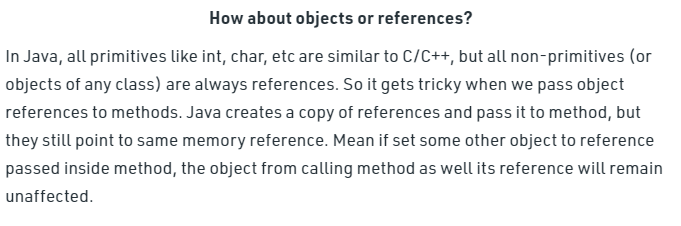 How about objects or references?
In Java, all primitives like int, char, etc are similar to C/C++, but all non-primitives (or
objects of any class) are always references. So it gets tricky when we pass object
references to methods. Java creates a copy of references and pass it to method, but
they still point to same memory reference. Mean if set some other object to reference
passed inside method, the object from calling method as well its reference will remain
unaffected.